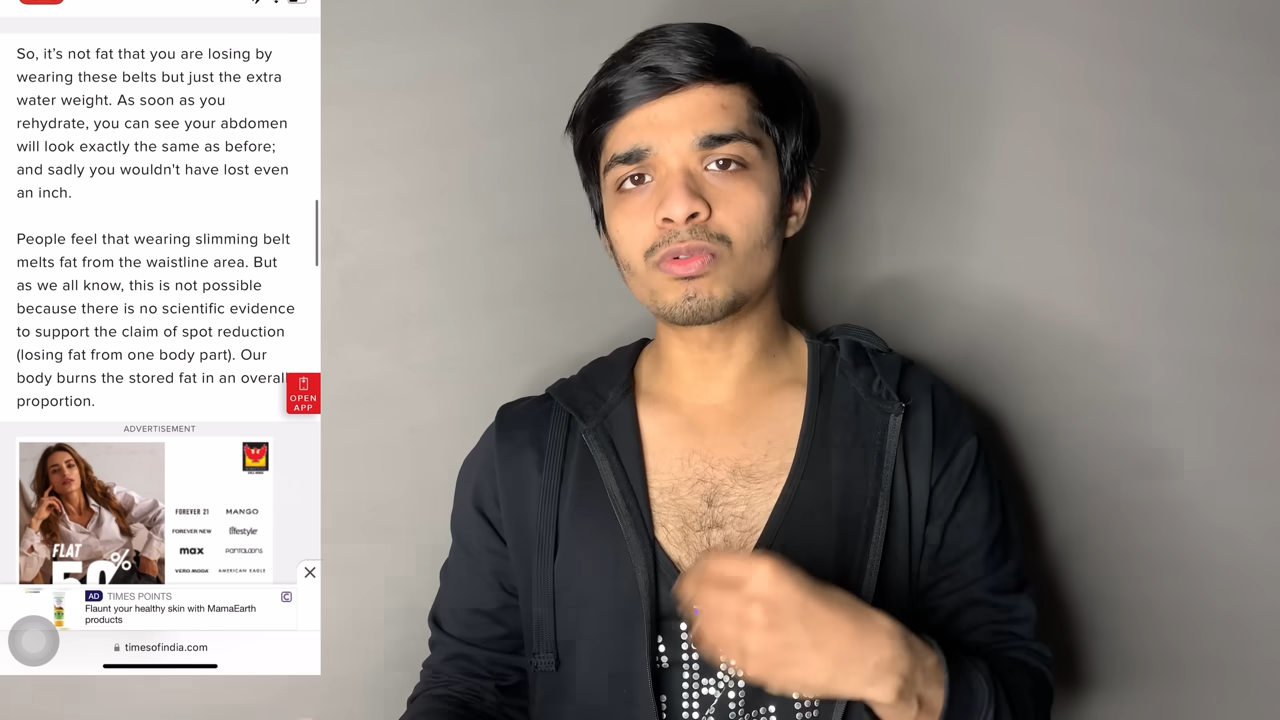 So, it's not fat that you are losing by
wearing these belts but just the extra
water weight. As soon as you
rehydrate, you can see your abdomen
will look exactly the same as before;
and sadly you wouldn't have lost even
an inch.
People feel that wearing slimming belt
melts fat from the waistline area. But
as we all know, this is not possible
because there is no scientific evidence
to support the claim of spot reduction
(losing fat from one body part). Our
body burns the stored fat in an overall
proportion.
OPEN
APP
ADVERTISEMENT
FOREVER 21 MANGO
FOREVER NEW lifestyle
max pantaloons
VERO MODA AMERICAN EAGLE
FLAT
50%
AD TIMES POINTS
Flaunt your healthy skin with MamaEarth
products
timesofindia.com